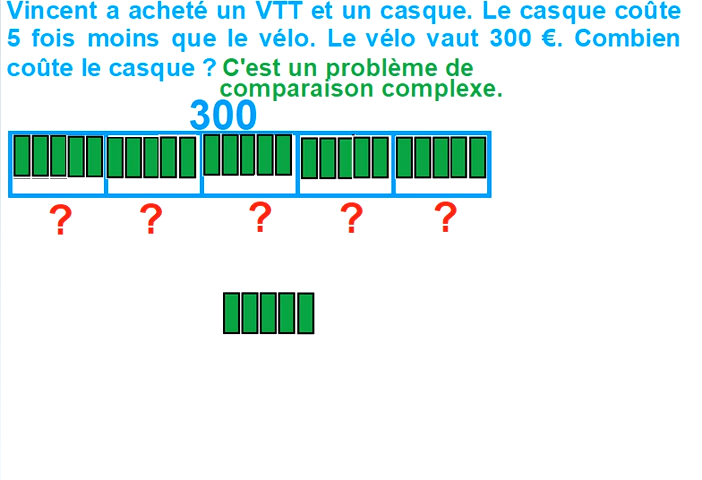 Vincent a acheté un VTT et un casque. Le casque coûte
5 fois moins que le vélo. Le vélo vaut 300 €. Combien
coûte le casque ? C'est un problème de
comparaison complexe.
300
? ? ? ? ?